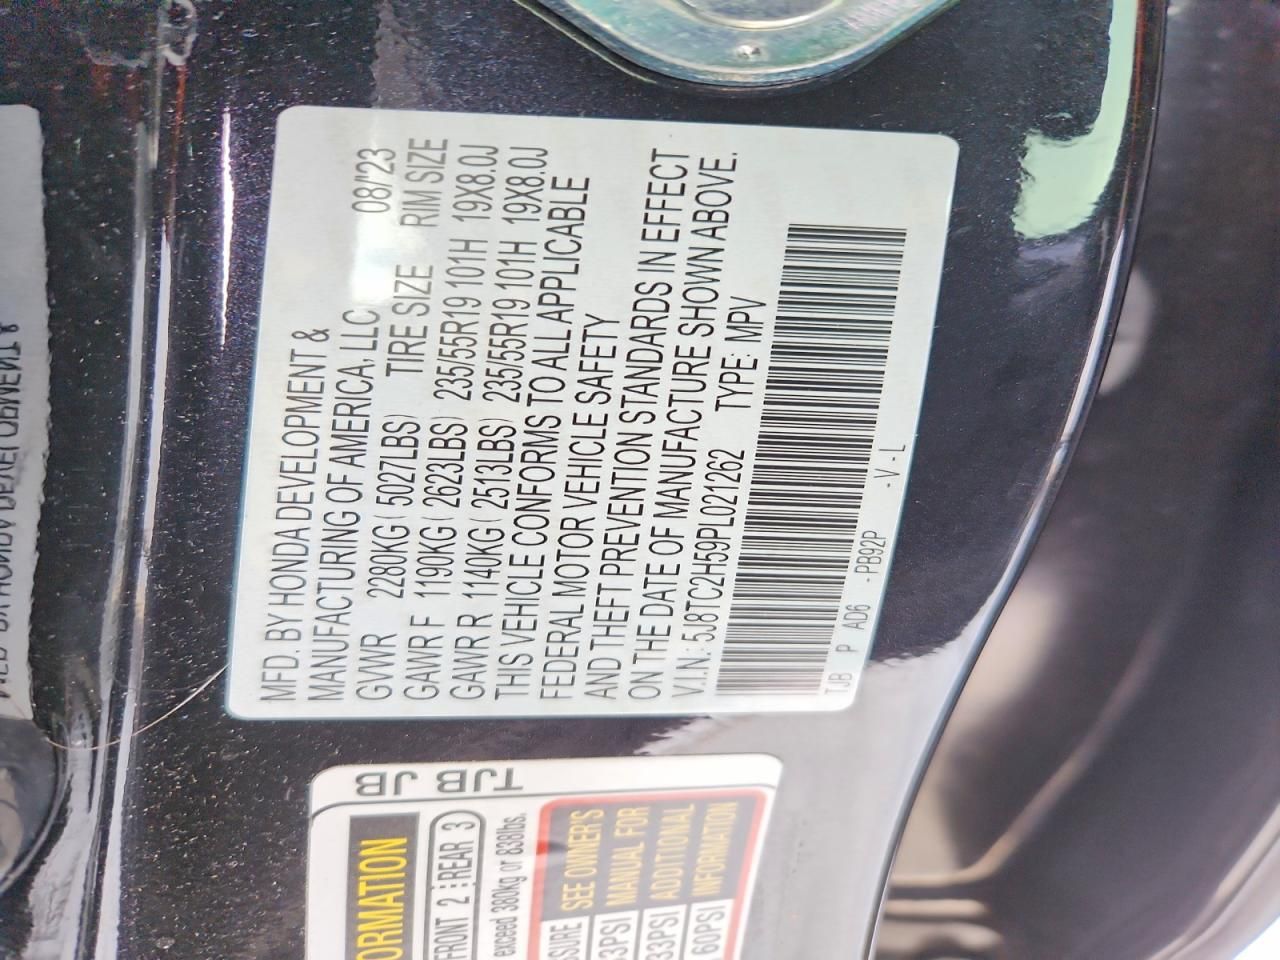 MFD. BY HONDA DEVELOPMENT &
MANUFACTURING OF AMERICA, LLC 08/'23
GVWR 2280KG ( 5027LBS) TIRE SIZE RIM SIZE
GAWR F 1190KG ( 2623LBS) 235/55R19 101H 19X8.0J
GAWR R 1140KG ( 2513LBS) 235/55R19 101H 19X8.0J
THIS VEHICLE CONFORMS TO ALL APPLICABLE
FEDERAL MOTOR VEHICLE SAFETY
AND THEFT PREVENTION STANDARDS IN EFFECT
ON THE DATE OF MANUFACTURE SHOWN ABOVE.
V.I.N.: 5J8TC2H59PL021262 TYPE: MPV
TJB P AD6 - PB92P - V - L
TJB
JB
ORMATION
FRONT 2 REAR 3
exceed 380kg or 838lbs.
SEE OWNER'S
MANUAL FOR
ADDITIONAL
INFORMATION
33PSI
60PSI